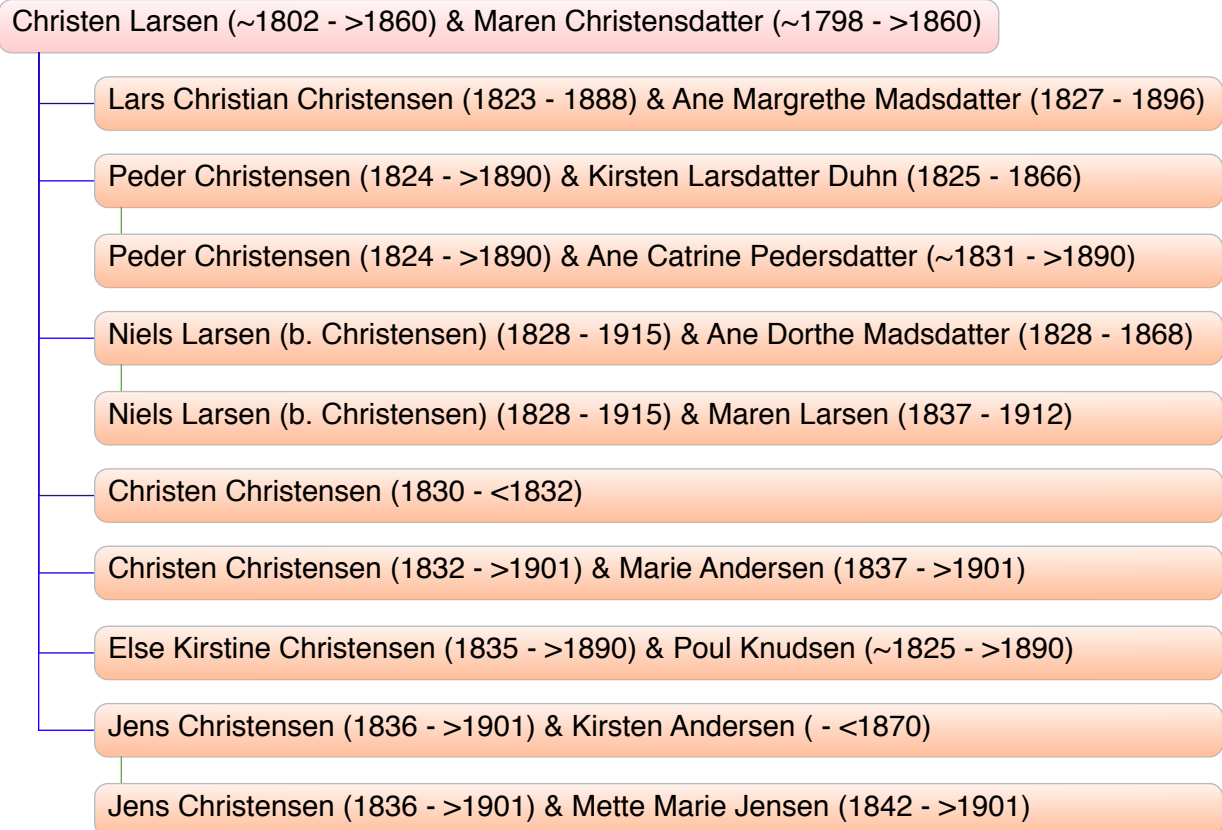 Christen Larsen (~1802 - >1860) & Maren Christensdatter (~1798 - >1860)
Lars Christian Christensen (1823 - 1888) & Ane Margrethe Madsdatter (1827 - 1896)
Peder Christensen (1824 - >1890) & Kirsten Larsdatter Duhn (1825 - 1866)
Peder Christensen (1824 - >1890) & Ane Catrine Pedersdatter (~1831 - >1890)
Niels Larsen (b. Christensen) (1828 - 1915) & Ane Dorthe Madsdatter (1828 - 1868)
Niels Larsen (b. Christensen) (1828 - 1915) & Maren Larsen (1837 - 1912)
Christen Christensen (1830 - <1832)
Christen Christensen (1832 - >1901) & Marie Andersen (1837 - >1901)
Else Kirstine Christensen (1835 - >1890) & Poul Knudsen (~1825 - >1890)
Jens Christensen (1836 - >1901) & Kirsten Andersen ( - <1870)
Jens Christensen (1836 - >1901) & Mette Marie Jensen (1842 - >1901)